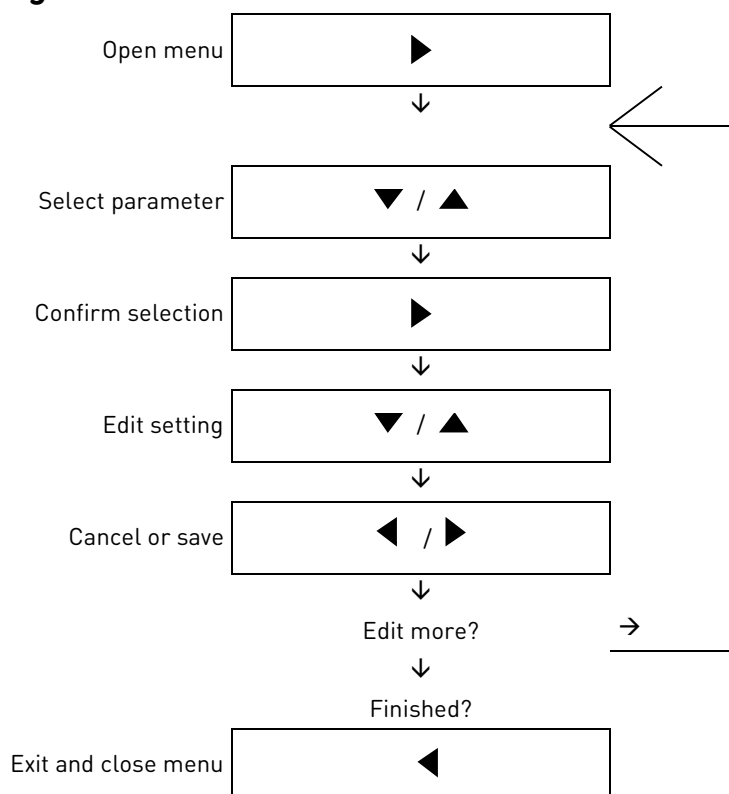 Open menu ▶
↓
Select parameter ▼ / ▲
↓
Confirm selection ▶
↓
Edit setting ▼ / ▲
↓
Cancel or save ◀ / ▶
↓
Edit more? →
↓
Finished?
Exit and close menu ◀